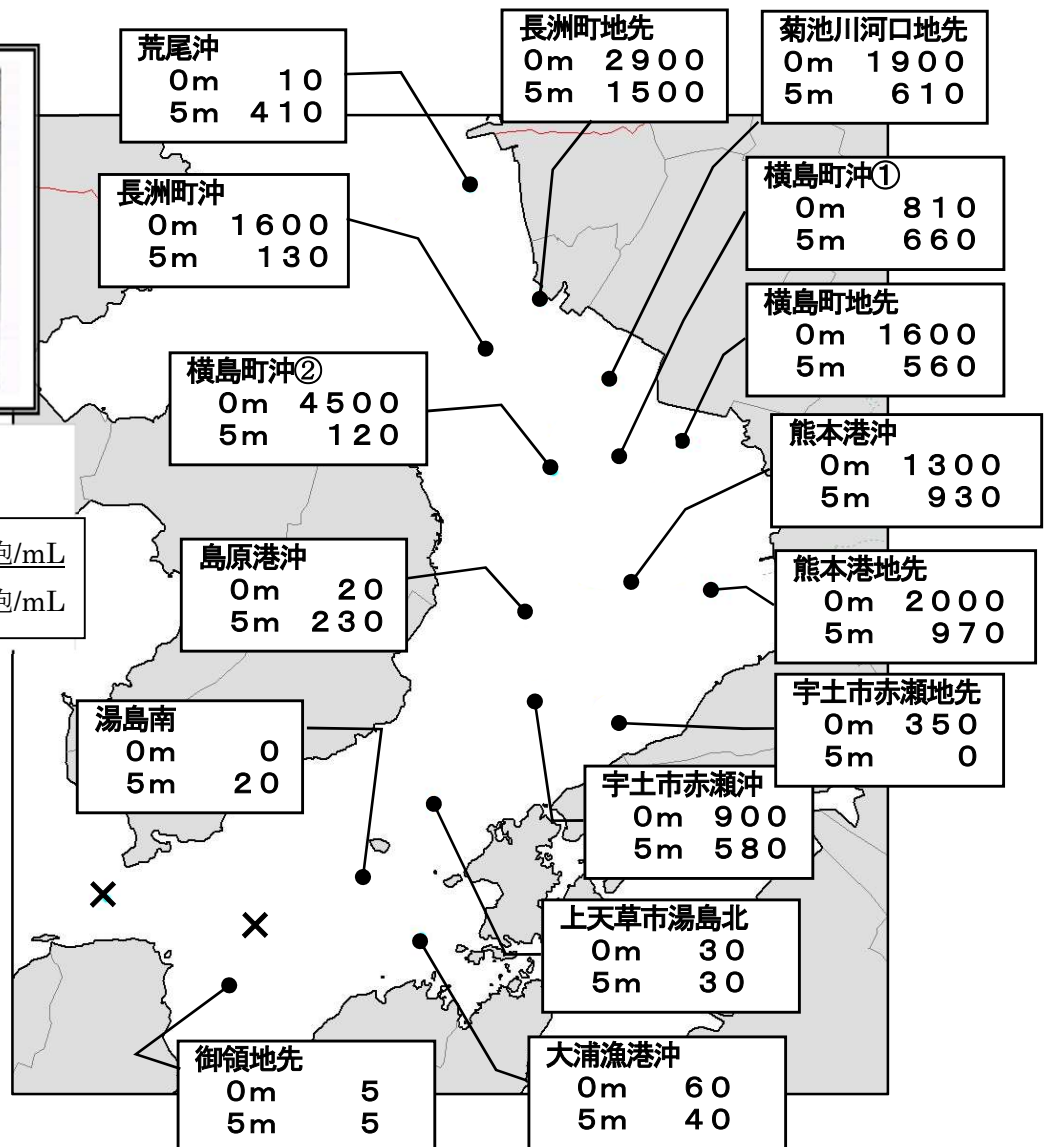 荒尾沖
0m 10
5m 410
長洲町地先
0m 2900
5m 1500
菊池川河口地先
0m 1900
5m 610
長洲町沖
0m 1600
5m 130
横島町沖①
0m 810
5m 660
横島町地先
0m 1600
5m 560
横島町沖②
0m 4500
5m 120
熊本港沖
0m 1300
5m 930
胞/mL
胞/mL
島原港沖
0m 20
5m 230
熊本港地先
0m 2000
5m 970
湯島南
0m 0
5m 20
宇土市赤瀬地先
0m 350
5m 0
宇土市赤瀬沖
0m 900
5m 580
上天草市湯島北
0m 30
5m 30
御領地先
0m 5
5m 5
大浦漁港沖
0m 60
5m 40